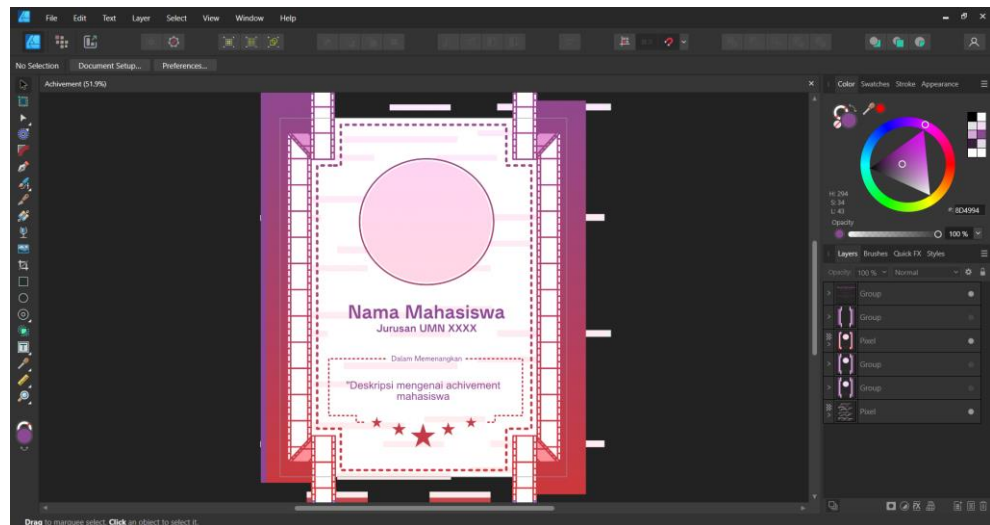 File Edit Text Layer Select View Window Help
No Selection Document Setup... Preferences...
Achivement (51.9%)
Nama Mahasiswa
Jurusan UMN XXXX
Dalam Memenangkan
"Deskripsi mengenai achivement
mahasiswa
Color Swatches Stroke Appearance
H: 294
S: 34
L: 43
#: 8D4994
Opacity
100 %
Layers Brushes Quick FX Styles
Opacity: 100 % Normal
Group
Group
Pixel
Group
Group
Pixel
Drag to marquee select. Click an object to select it.